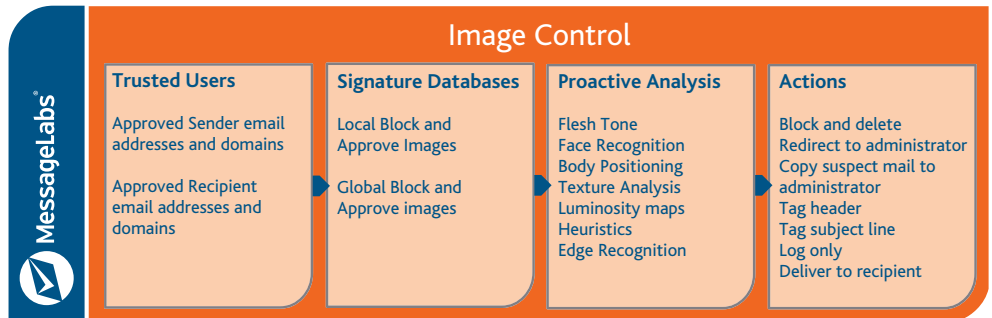 Image Control
MessageLabs®
Trusted Users
Approved Sender email
addresses and domains
Approved Recipient
email addresses and
domains
Signature Databases
Local Block and
Approve Images
Global Block and
Approve images
Proactive Analysis
Flesh Tone
Face Recognition
Body Positioning
Texture Analysis
Luminosity maps
Heuristics
Edge Recognition
Actions
Block and delete
Redirect to administrator
Copy suspect mail to
administrator
Tag header
Tag subject line
Log only
Deliver to recipient